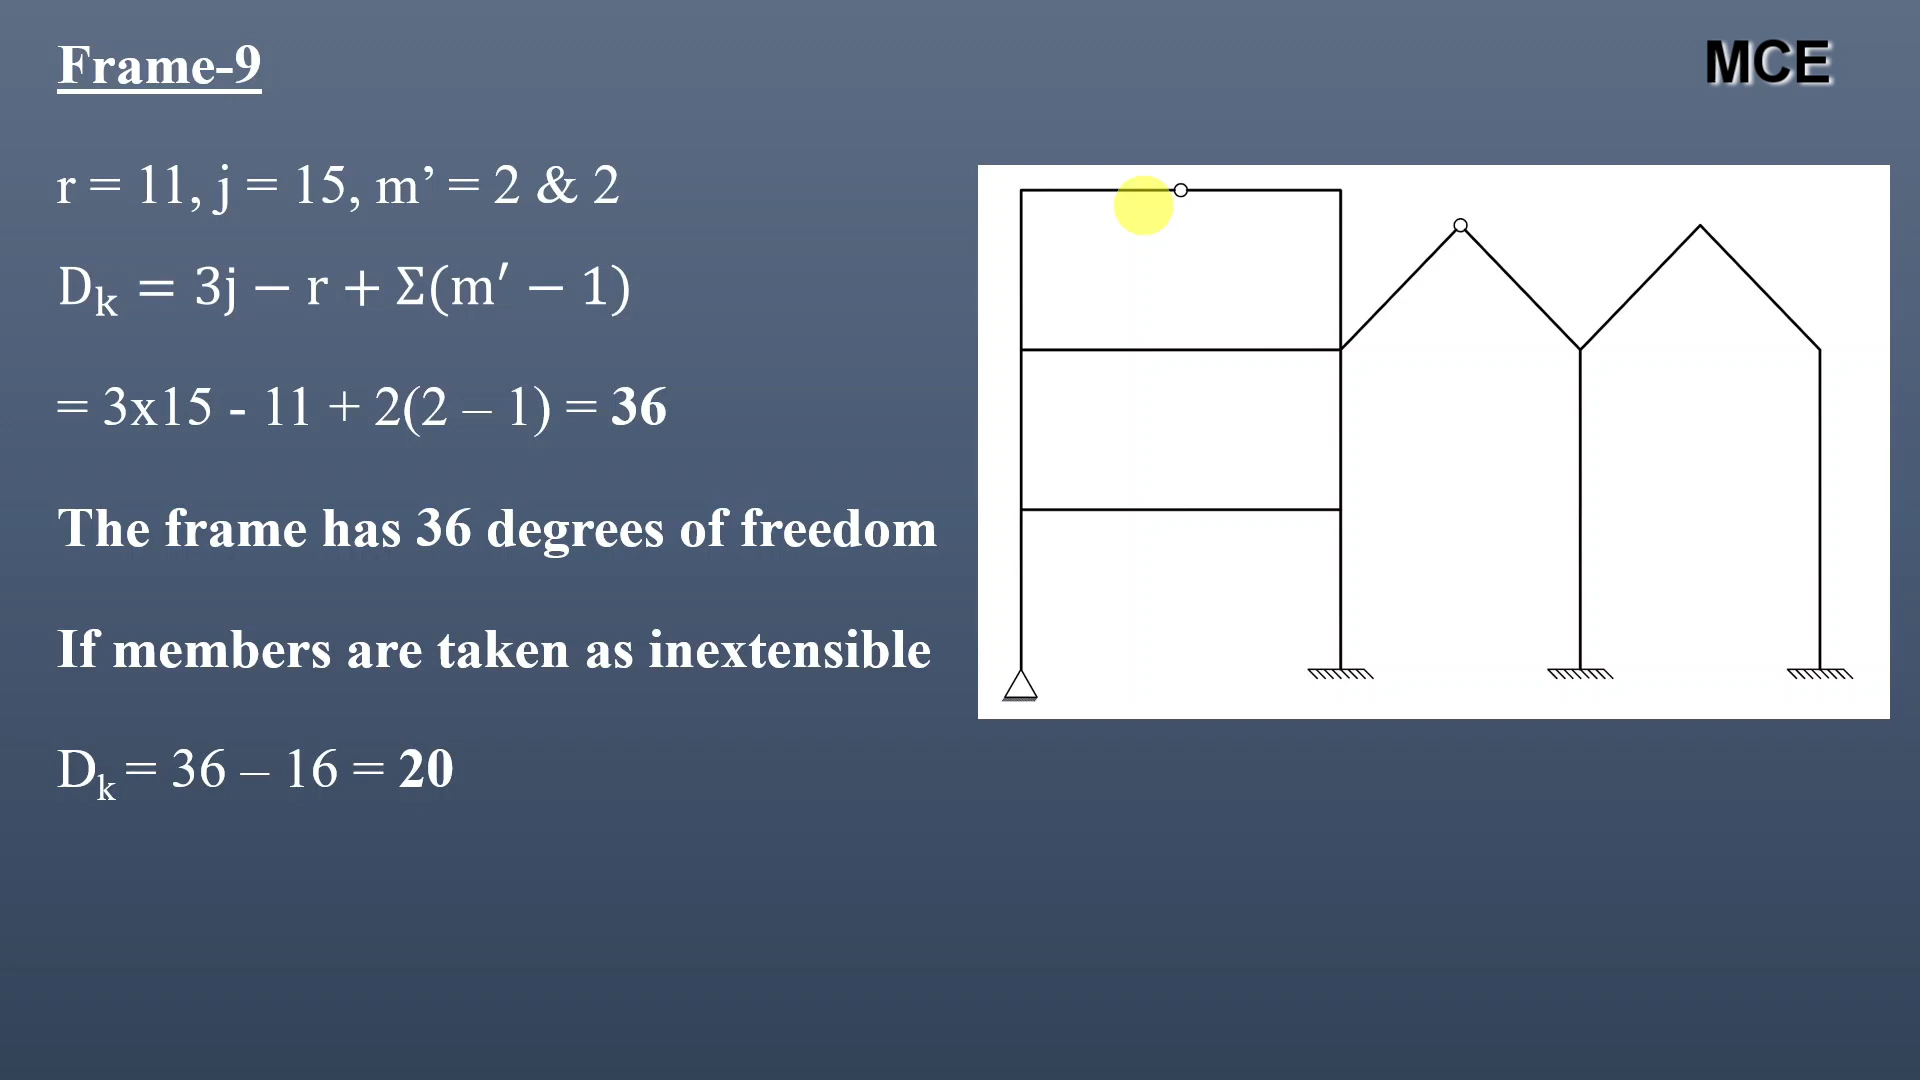 Frame-9
MCE
r = 11, j = 15, m’ = 2 & 2
Dₖ = 3j − r + Σ(m′ − 1)
= 3x15 - 11 + 2(2 – 1) = 36
The frame has 36 degrees of freedom
If members are taken as inextensible
Dₖ = 36 – 16 = 20